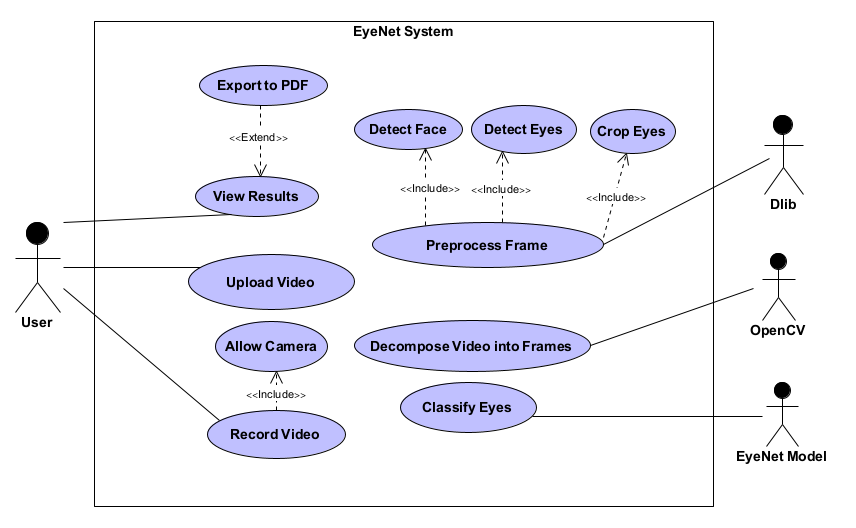 EyeNet System
Export to PDF
<<Extend>>
View Results
Detect Face
Detect Eyes
Crop Eyes
<<Include>>
<<Include>>
<<Include>>
Preprocess Frame
Dlib
User
Upload Video
OpenCV
Allow Camera
<<Include>>
Record Video
Decompose Video into Frames
Classify Eyes
EyeNet Model